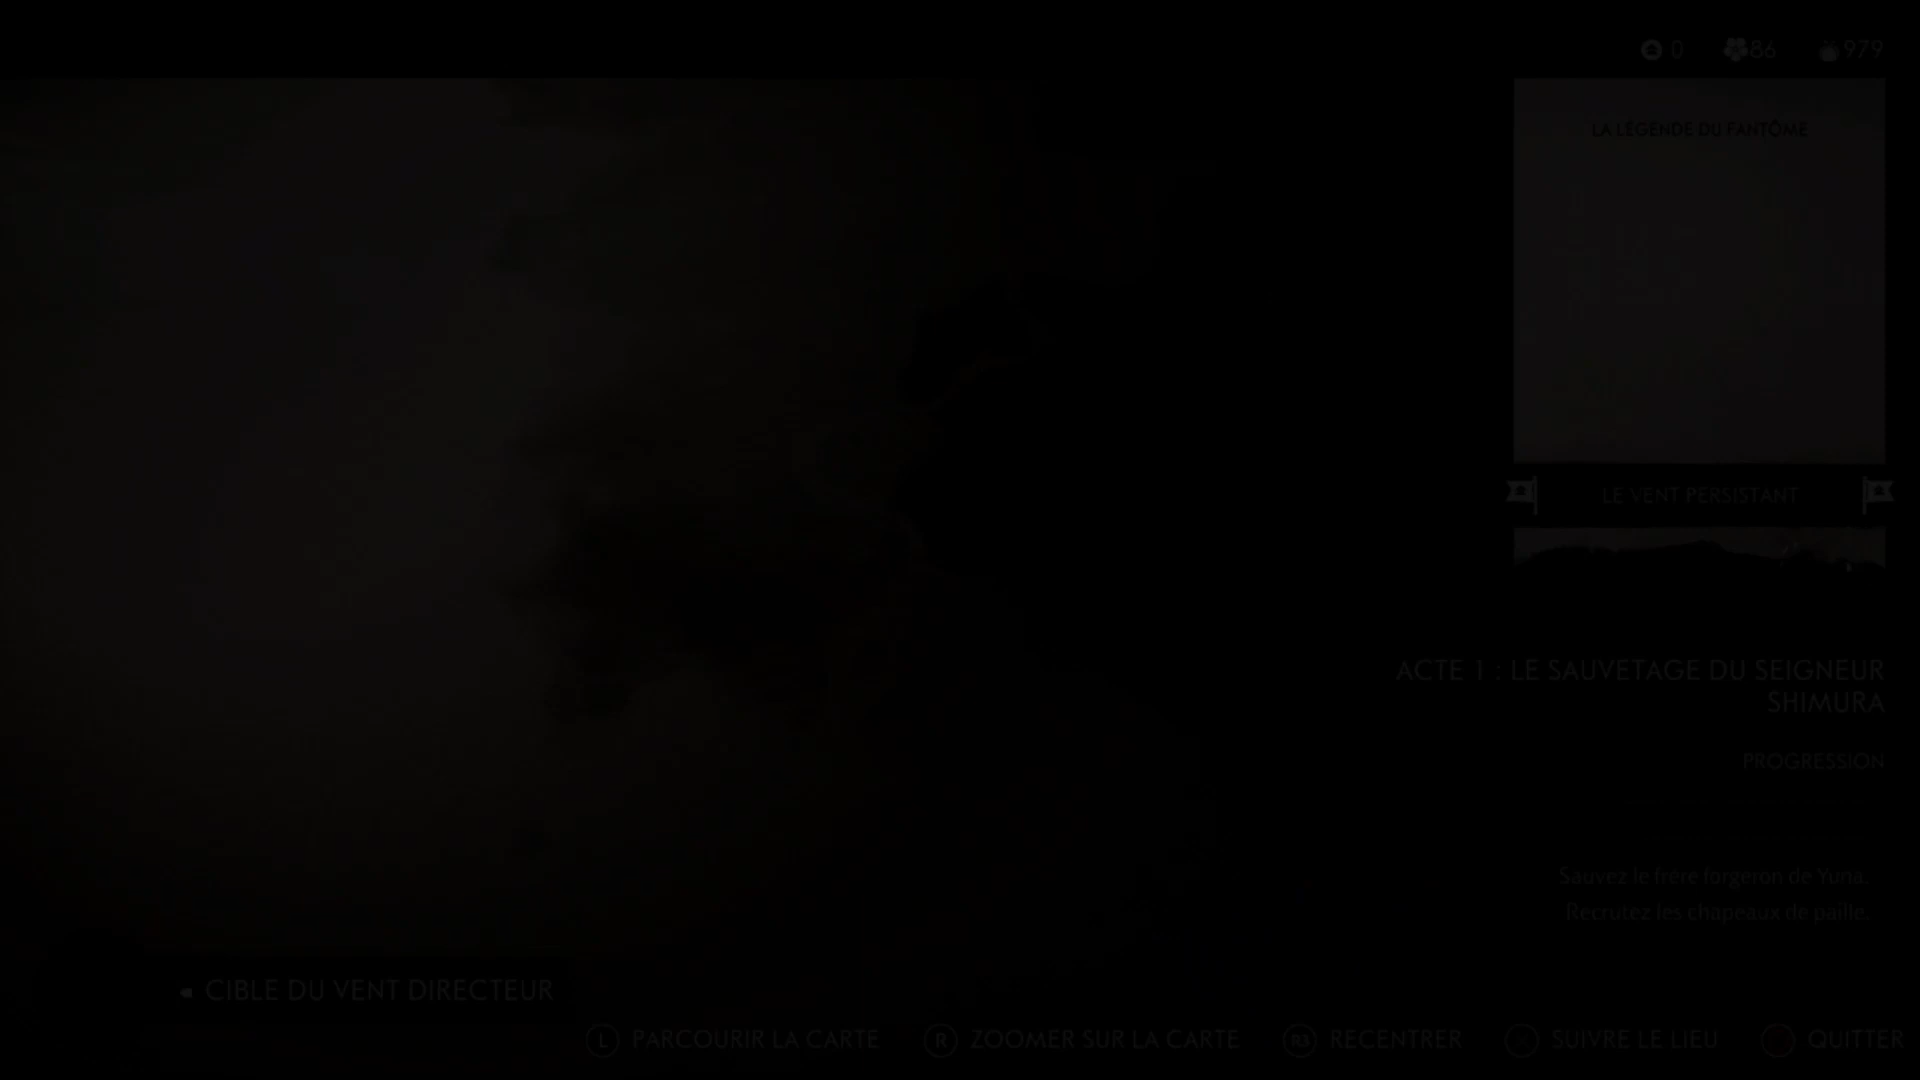 0 86 979
LA LÉGENDE DU FANTÔME
LE VENT PERSISTANT
ACTE 1 : LE SAUVETAGE DU SEIGNEUR
SHIMURA
PROGRESSION
Sauvez le frère forgeron de Yuna.
Recrutez les chapeaux de paille.
CIBLE DU VENT DIRECTEUR
L PARCOURIR LA CARTE R ZOOMER SUR LA CARTE R3 RECENTRER SUIVRE LE LIEU QUITTER